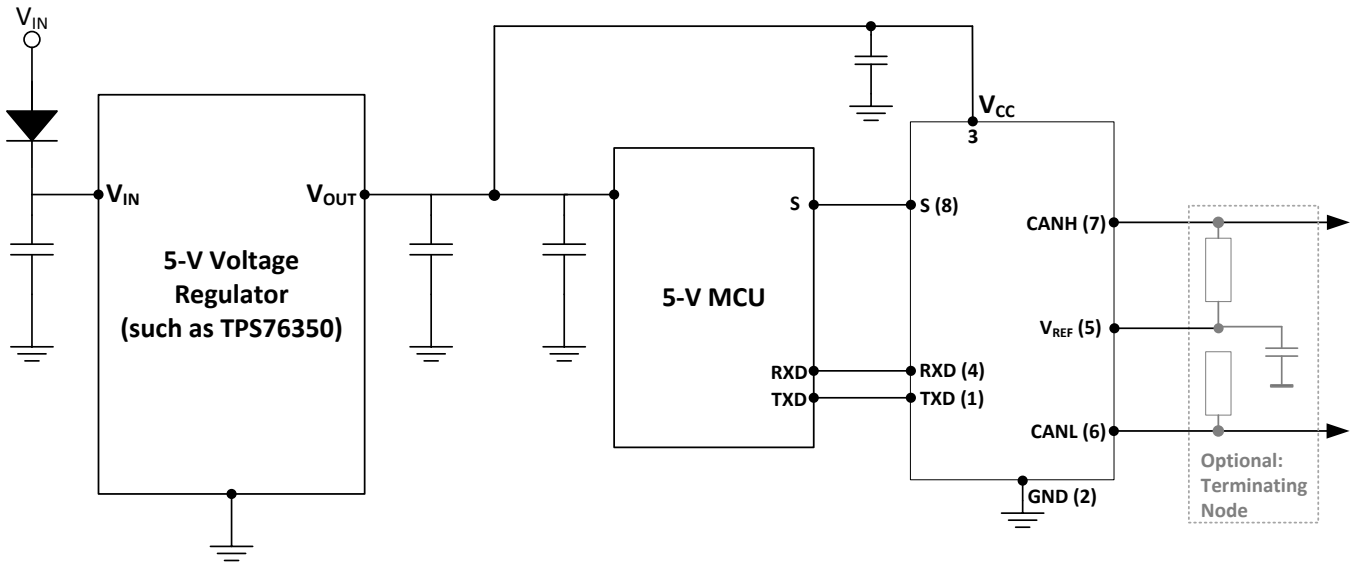 VIN
VIN
VOUT
5-V Voltage
Regulator
(such as TPS76350)
5-V MCU
S
RXD
TXD
VCC
3
S (8)
RXD (4)
TXD (1)
CANH (7)
VREF (5)
CANL (6)
GND (2)
Optional:
Terminating
Node